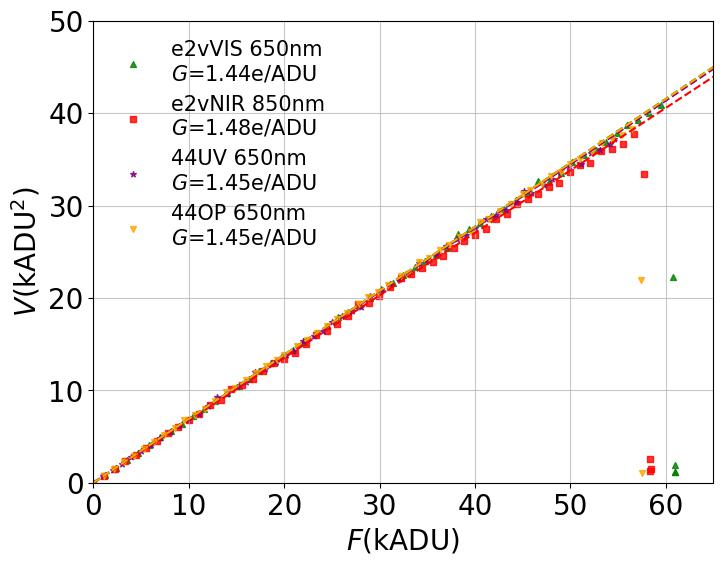 50
40
30
20
10
0
V(kADU²)
e2vVIS 650nm
G=1.44e/ADU
e2vNIR 850nm
G=1.48e/ADU
44UV 650nm
G=1.45e/ADU
44OP 650nm
G=1.45e/ADU
0 10 20 30 40 50 60
F(kADU)